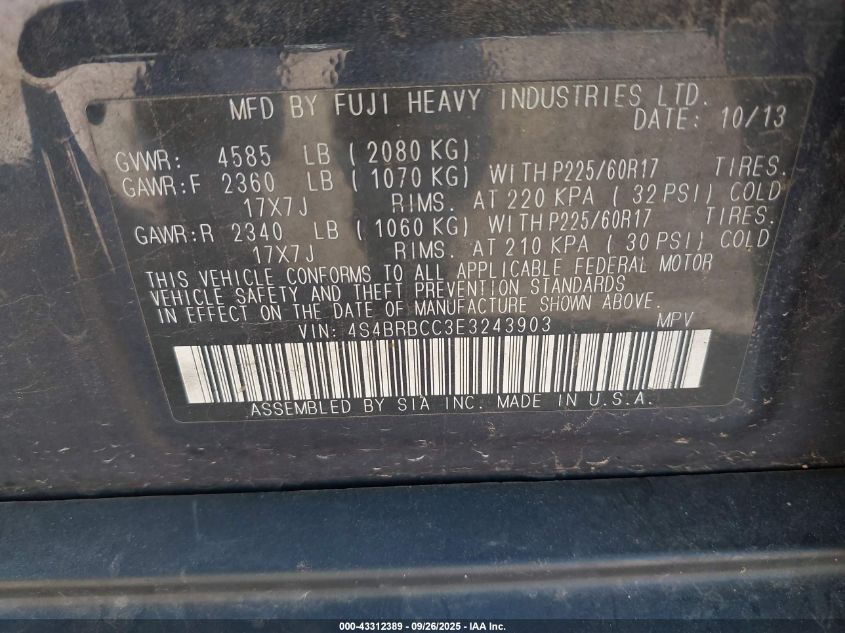 MFD BY FUJI HEAVY INDUSTRIES LTD.
DATE: 10/13
GVWR: 4585 LB (2080 KG)
GAWR:F 2360 LB (1070 KG) WITH P225/60R17 TIRES.
17X7J RIMS. AT 220 KPA (32 PSI) COLD
GAWR:R 2340 LB (1060 KG) WITH P225/60R17 TIRES.
17X7J RIMS. AT 210 KPA (30 PSI) COLD
THIS VEHICLE CONFORMS TO ALL APPLICABLE FEDERAL MOTOR
VEHICLE SAFETY AND THEFT PREVENTION STANDARDS
IN EFFECT ON THE DATE OF MANUFACTURE SHOWN ABOVE.
VIN: 4S4BRBCC3E3243903 MPV
ASSEMBLED BY SIA INC. MADE IN U.S.A.
000-43312389 - 09/26/2025 - IAA Inc.